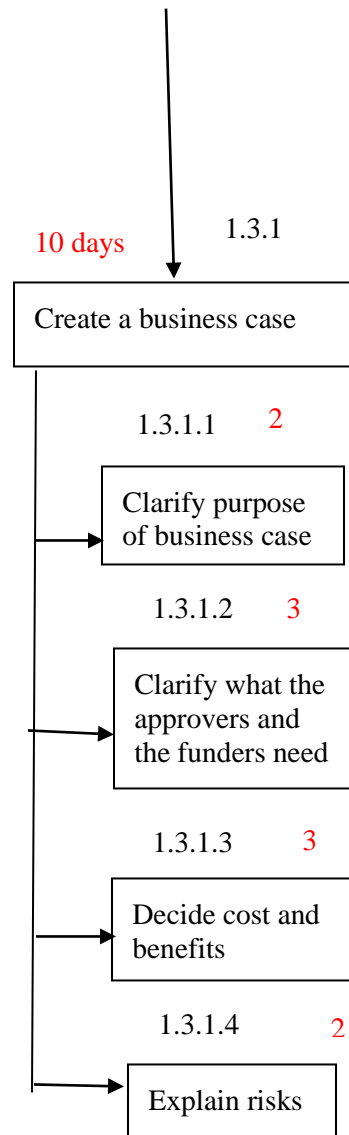 10 days
1.3.1
Create a business case
1.3.1.1 2
Clarify purpose
of business case
1.3.1.2 3
Clarify what the
approvers and
the funders need
1.3.1.3 3
Decide cost and
benefits
1.3.1.4 2
Explain risks